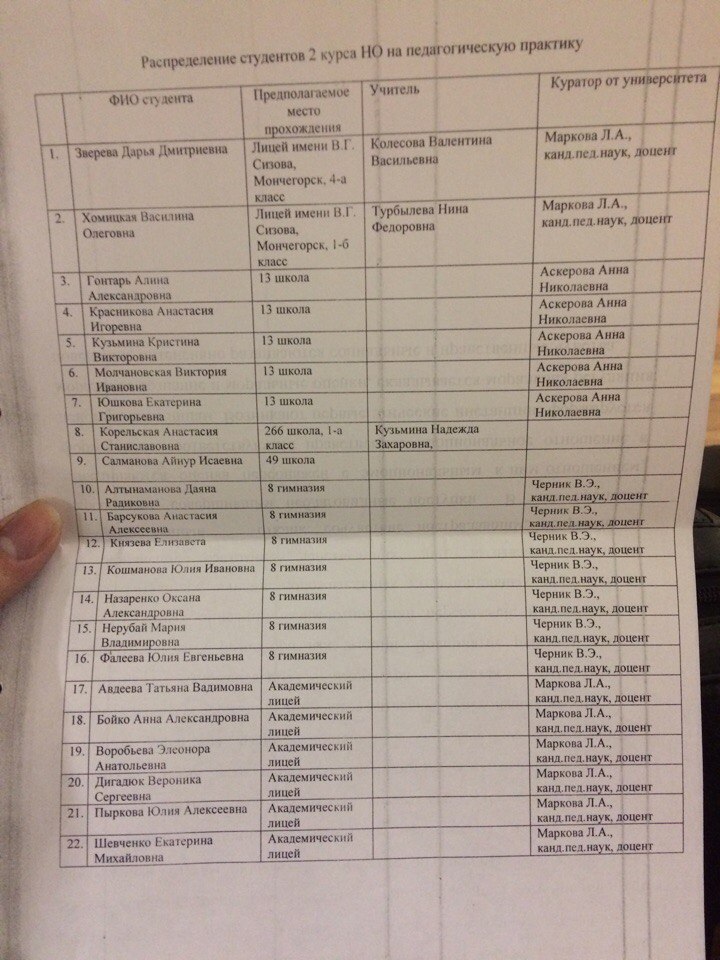 Распределение студентов 2 курса НО на педагогическую практику
ФИО студента Предполагаемое место прохождения Учитель Куратор от университета
1. Зверева Дарья Дмитриевна Лицей имени В.Г. Сизова, Мончегорск, 4-а класс Колесова Валентина Васильевна Маркова Л.А., канд.пед.наук, доцент
2. Хомицкая Василина Олеговна Лицей имени В.Г. Сизова, Мончегорск, 1-б класс Турбылева Нина Федоровна Маркова Л.А., канд.пед.наук, доцент
3. Гонтарь Алина Александровна 13 школа Аскерова Анна Николаевна
4. Красникова Анастасия Игоревна 13 школа Аскерова Анна Николаевна
5. Кузьмина Кристина Викторовна 13 школа Аскерова Анна Николаевна
6. Молчановская Виктория Ивановна 13 школа Аскерова Анна Николаевна
7. Юшкова Екатерина Григорьевна 13 школа Аскерова Анна Николаевна
8. Корельская Анастасия Станиславовна 266 школа, 1-а класс Кузьмина Надежда Захаровна,
9. Салманова Айнур Исаевна 49 школа
10. Алтынаманова Даяна Радиковна 8 гимназия Черник В.Э., канд.пед.наук, доцент
11. Барсукова Анастасия Алексеевна 8 гимназия Черник В.Э., канд.пед.наук, доцент
12. Князева Елизавета 8 гимназия Черник В.Э., канд.пед.наук, доцент
13. Кошманова Юлия Ивановна 8 гимназия Черник В.Э., канд.пед.наук, доцент
14. Назаренко Оксана Александровна 8 гимназия Черник В.Э., канд.пед.наук, доцент
15. Нерубай Мария Владимировна 8 гимназия Черник В.Э., канд.пед.наук, доцент
16. Фалеева Юлия Евгеньевна 8 гимназия Черник В.Э., канд.пед.наук, доцент
17. Авдеева Татьяна Вадимовна Академический лицей Маркова Л.А., канд.пед.наук, доцент
18. Бойко Анна Александровна Академический лицей Маркова Л.А., канд.пед.наук, доцент
19. Воробьева Элеонора Анатольевна Академический лицей Маркова Л.А., канд.пед.наук, доцент
20. Дигадюк Вероника Сергеевна Академический лицей Маркова Л.А., канд.пед.наук, доцент
21. Пыркова Юлия Алексеевна Академический лицей Маркова Л.А., канд.пед.наук, доцент
22. Шевченко Екатерина Михайловна Академический лицей Маркова Л.А., канд.пед.наук, доцент